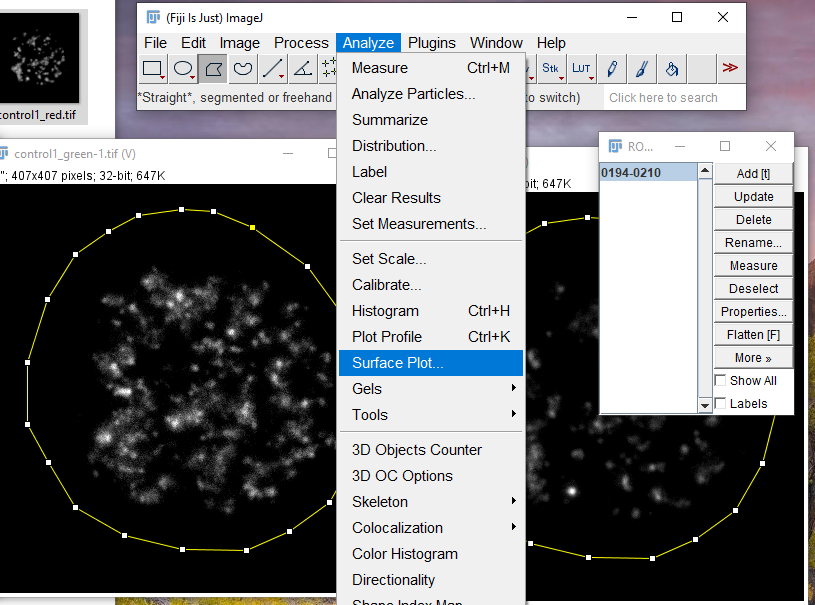 (Fiji Is Just) ImageJ
File Edit Image Process Analyze Plugins Window Help
Stk LUT
*Straight*, segmented or freehand
to switch)
Click here to search
control1_red.tif
control1_green-1.tif (V)
"; 407x407 pixels; 32-bit; 647K
bit; 647K
Measure Ctrl+M
Analyze Particles...
Summarize
Distribution...
Label
Clear Results
Set Measurements...
Set Scale...
Calibrate...
Histogram Ctrl+H
Plot Profile Ctrl+K
Surface Plot...
Gels
Tools
3D Objects Counter
3D OC Options
Skeleton
Colocalization
Color Histogram
Directionality
Shape Index Map
RO...
0194-0210
Add [t]
Update
Delete
Rename...
Measure
Deselect
Properties...
Flatten [F]
More »
Show All
Labels